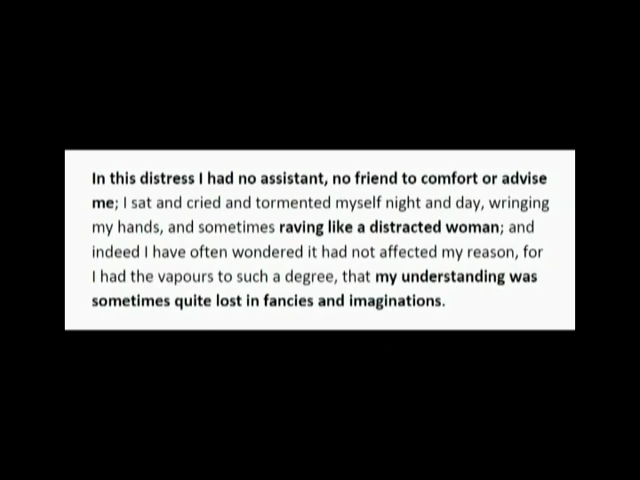 In this distress I had no assistant, no friend to comfort or advise
me; I sat and cried and tormented myself night and day, wringing
my hands, and sometimes raving like a distracted woman; and
indeed I have often wondered it had not affected my reason, for
I had the vapours to such a degree, that my understanding was
sometimes quite lost in fancies and imaginations.